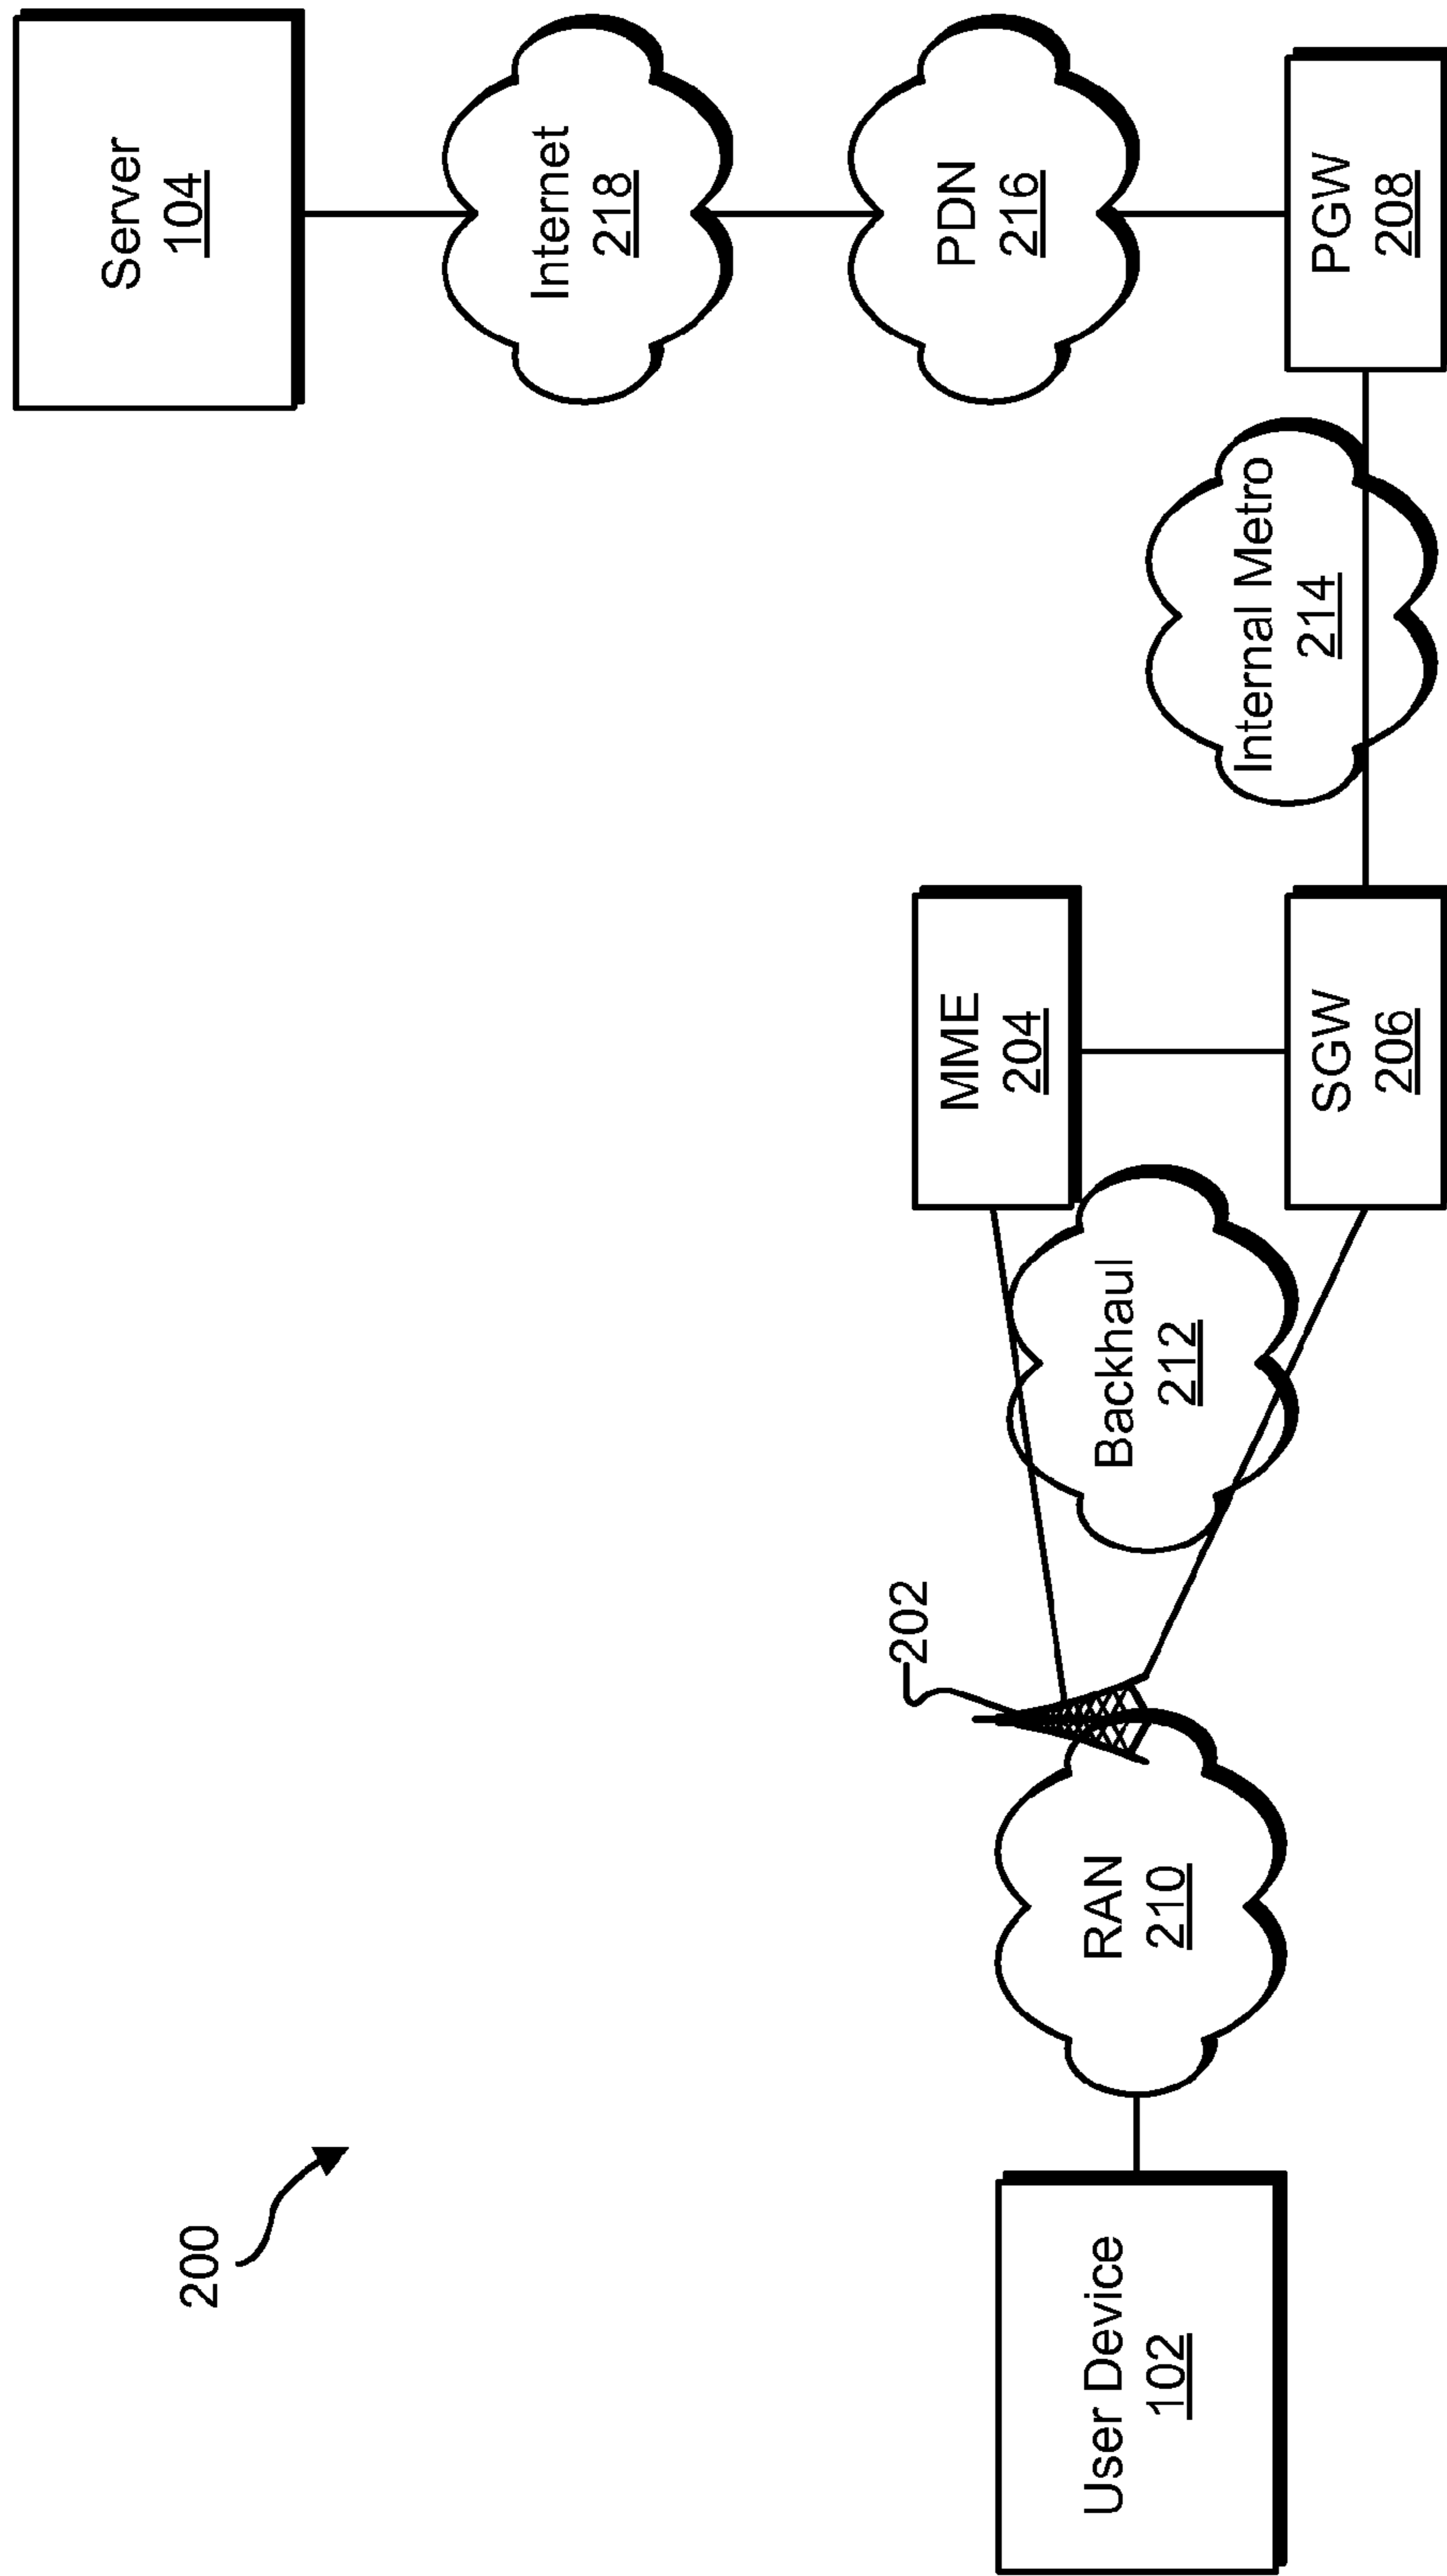 200
Server
104
Internet
218
PDN
216
PGW
208
Internal Metro
214
MME
204
SGW
206
Backhaul
212
202
RAN
210
User Device
102